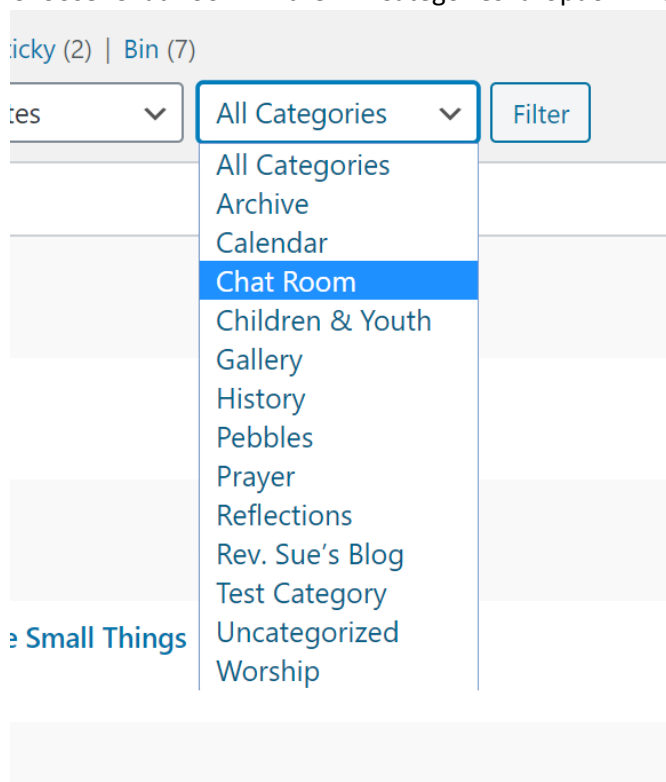 icky (2) | Bin (7)
tes All Categories Filter
All Categories
Archive
Calendar
Chat Room
Children & Youth
Gallery
History
Pebbles
Prayer
Reflections
Rev. Sue’s Blog
Test Category
e Small Things Uncategorized
Worship